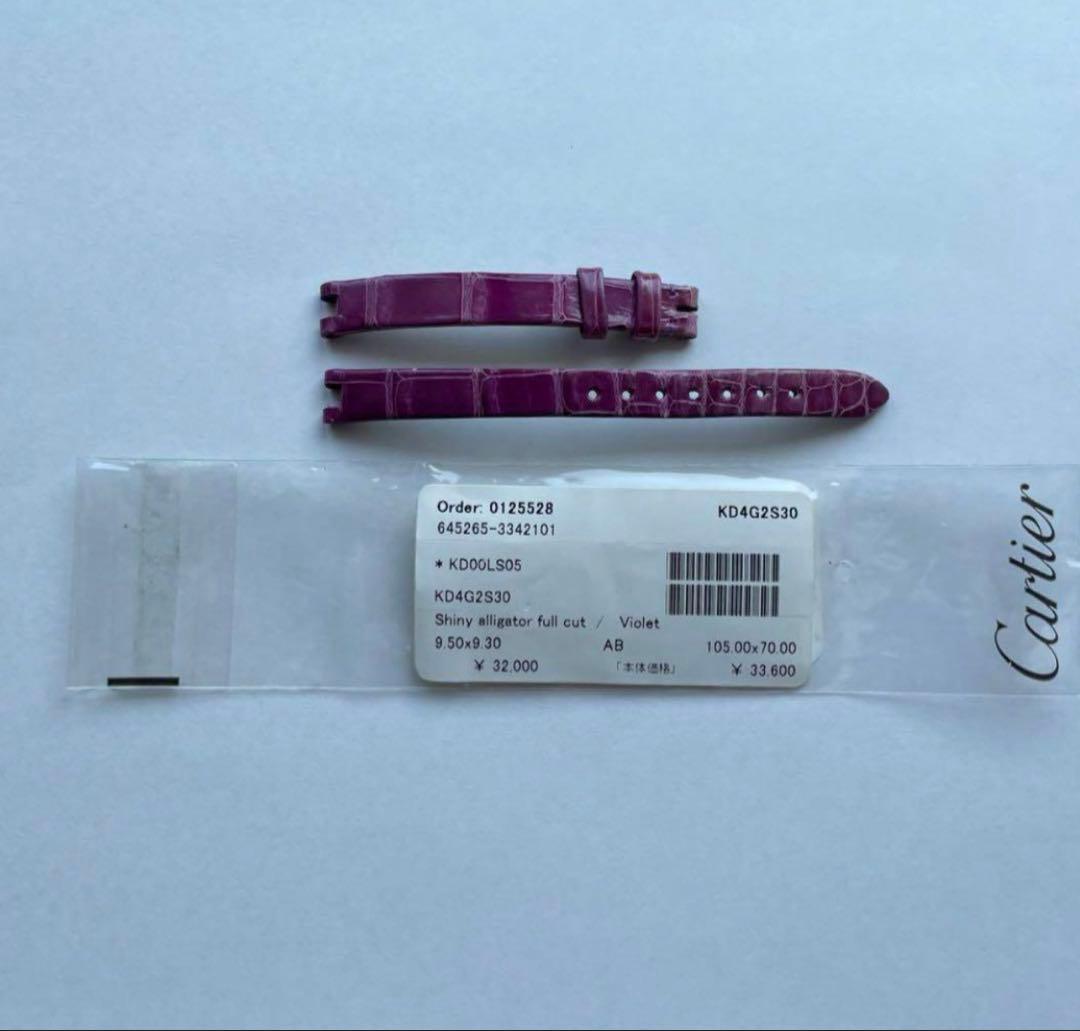 Order: 0125528
KD4G2S30
645265-3342101
* KD00LS05
KD4G2S30
Shiny alligator full cut / Violet
9.50x9.30 AB 105.00x70.00
¥ 32,000 「本体価格」 ¥ 33,600
Cartier